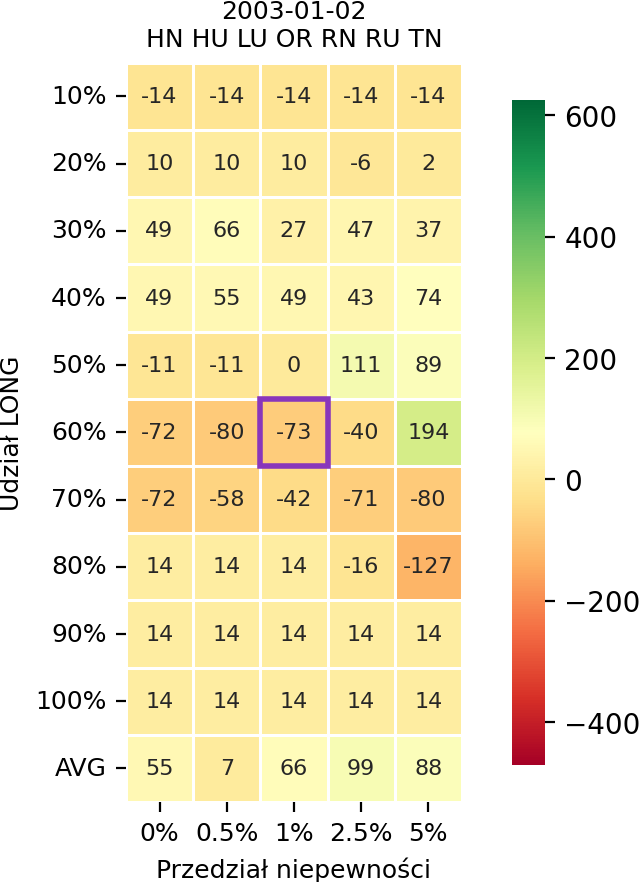 2003-01-02
HN HU LU OR RN RU TN
10% -14 -14 -14 -14 -14
20% 10 10 10 -6 2
30% 49 66 27 47 37
40% 49 55 49 43 74
50% -11 -11 0 111 89
60% -72 -80 -73 -40 194
70% -72 -58 -42 -71 -80
80% 14 14 14 -16 -127
90% 14 14 14 14 14
100% 14 14 14 14 14
AVG 55 7 66 99 88
0% 0.5% 1% 2.5% 5%
Przedział niepewności
Udział LONG
600
400
200
0
−200
−400